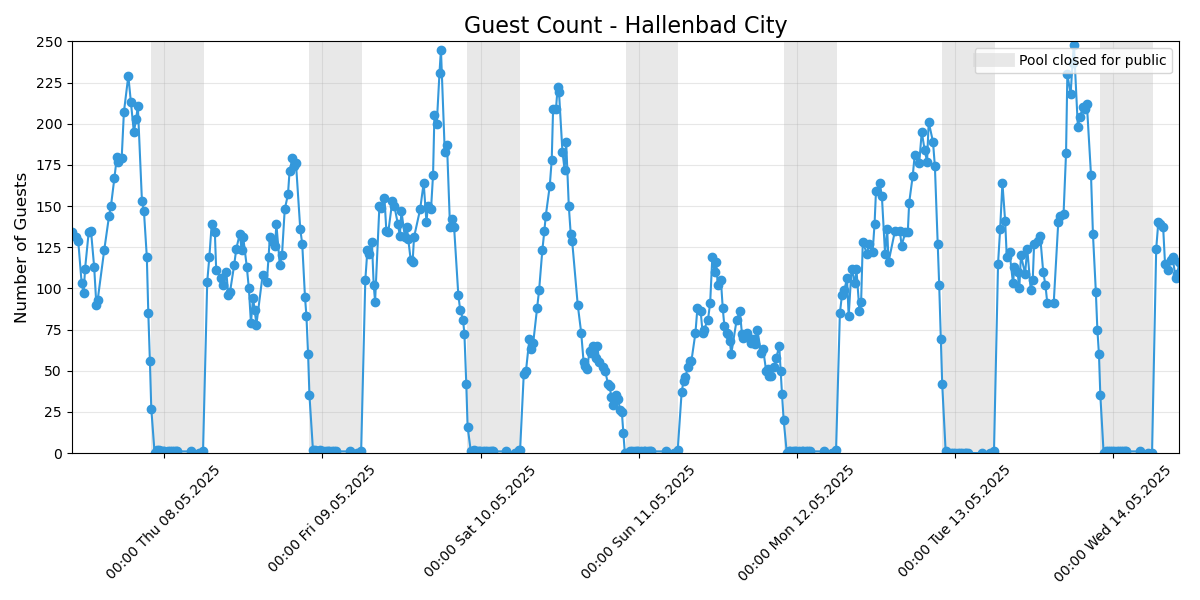 Guest Count - Hallenbad City
Pool closed for public
Number of Guests
250
225
200
175
150
125
100
75
50
25
0
00:00 Thu 08.05.2025
00:00 Fri 09.05.2025
00:00 Sat 10.05.2025
00:00 Sun 11.05.2025
00:00 Mon 12.05.2025
00:00 Tue 13.05.2025
00:00 Wed 14.05.2025